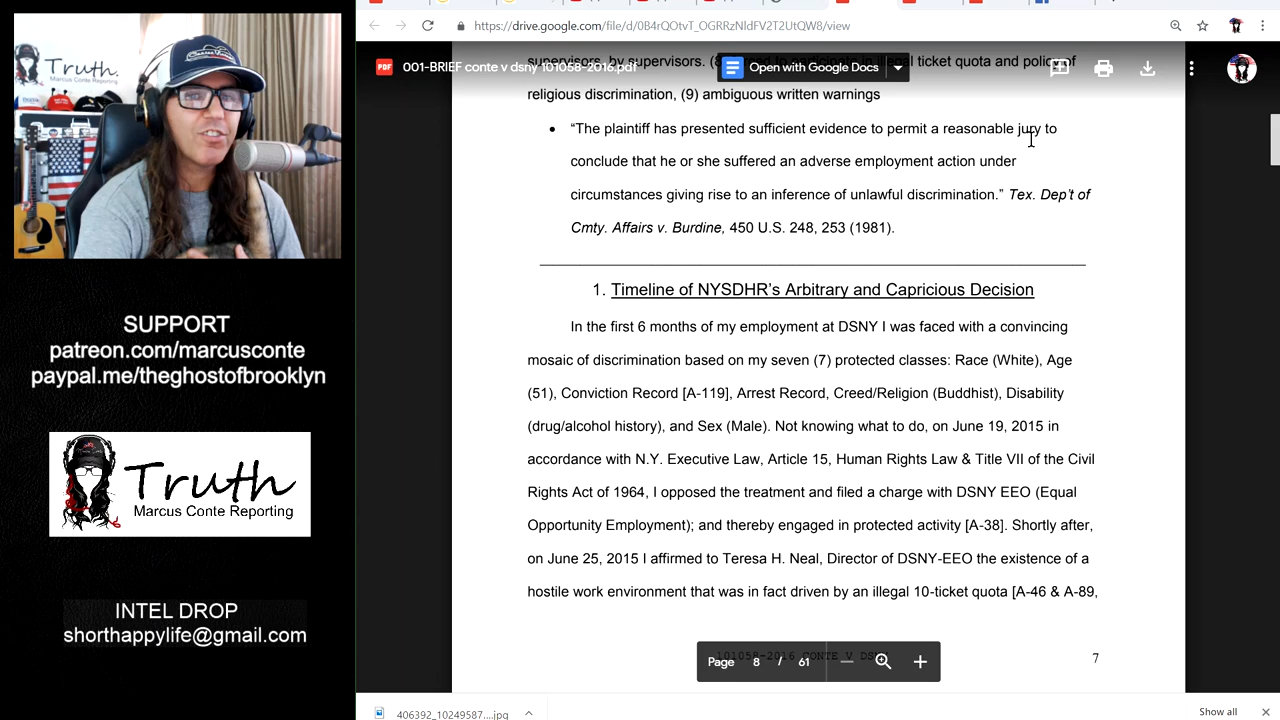 https://drive.google.com/file/d/0B4rQOtvT_OGRRzNldFV2T2UtQW8/view
001-BRIEF conte v dsny 101058-2016.pdf
Open with Google Docs
supervisors, by supervisors. illegal ticket quota and policy of
religious discrimination, (9) ambiguous written warnings
• “The plaintiff has presented sufficient evidence to permit a reasonable jury to
conclude that he or she suffered an adverse employment action under
circumstances giving rise to an inference of unlawful discrimination.” Tex. Dep’t of
Cmty. Affairs v. Burdine, 450 U.S. 248, 253 (1981).
1. Timeline of NYSDHR’s Arbitrary and Capricious Decision
In the first 6 months of my employment at DSNY I was faced with a convincing
mosaic of discrimination based on my seven (7) protected classes: Race (White), Age
(51), Conviction Record [A-119], Arrest Record, Creed/Religion (Buddhist), Disability
(drug/alcohol history), and Sex (Male). Not knowing what to do, on June 19, 2015 in
accordance with N.Y. Executive Law, Article 15, Human Rights Law & Title VII of the Civil
Rights Act of 1964, I opposed the treatment and filed a charge with DSNY EEO (Equal
Opportunity Employment); and thereby engaged in protected activity [A-38]. Shortly after,
on June 25, 2015 I affirmed to Teresa H. Neal, Director of DSNY-EEO the existence of a
hostile work environment that was in fact driven by an illegal 10-ticket quota [A-46 & A-89,
101058-2016 CONTE V DSNY
7
Page 8 / 61
406392_10249587....jpg
Show all
Truth.
Marcus Conte Reporting
SUPPORT
patreon.com/marcusconte
paypal.me/theghostofbrooklyn
Truth
Marcus Conte Reporting
INTEL DROP
shorthappylife@gmail.com